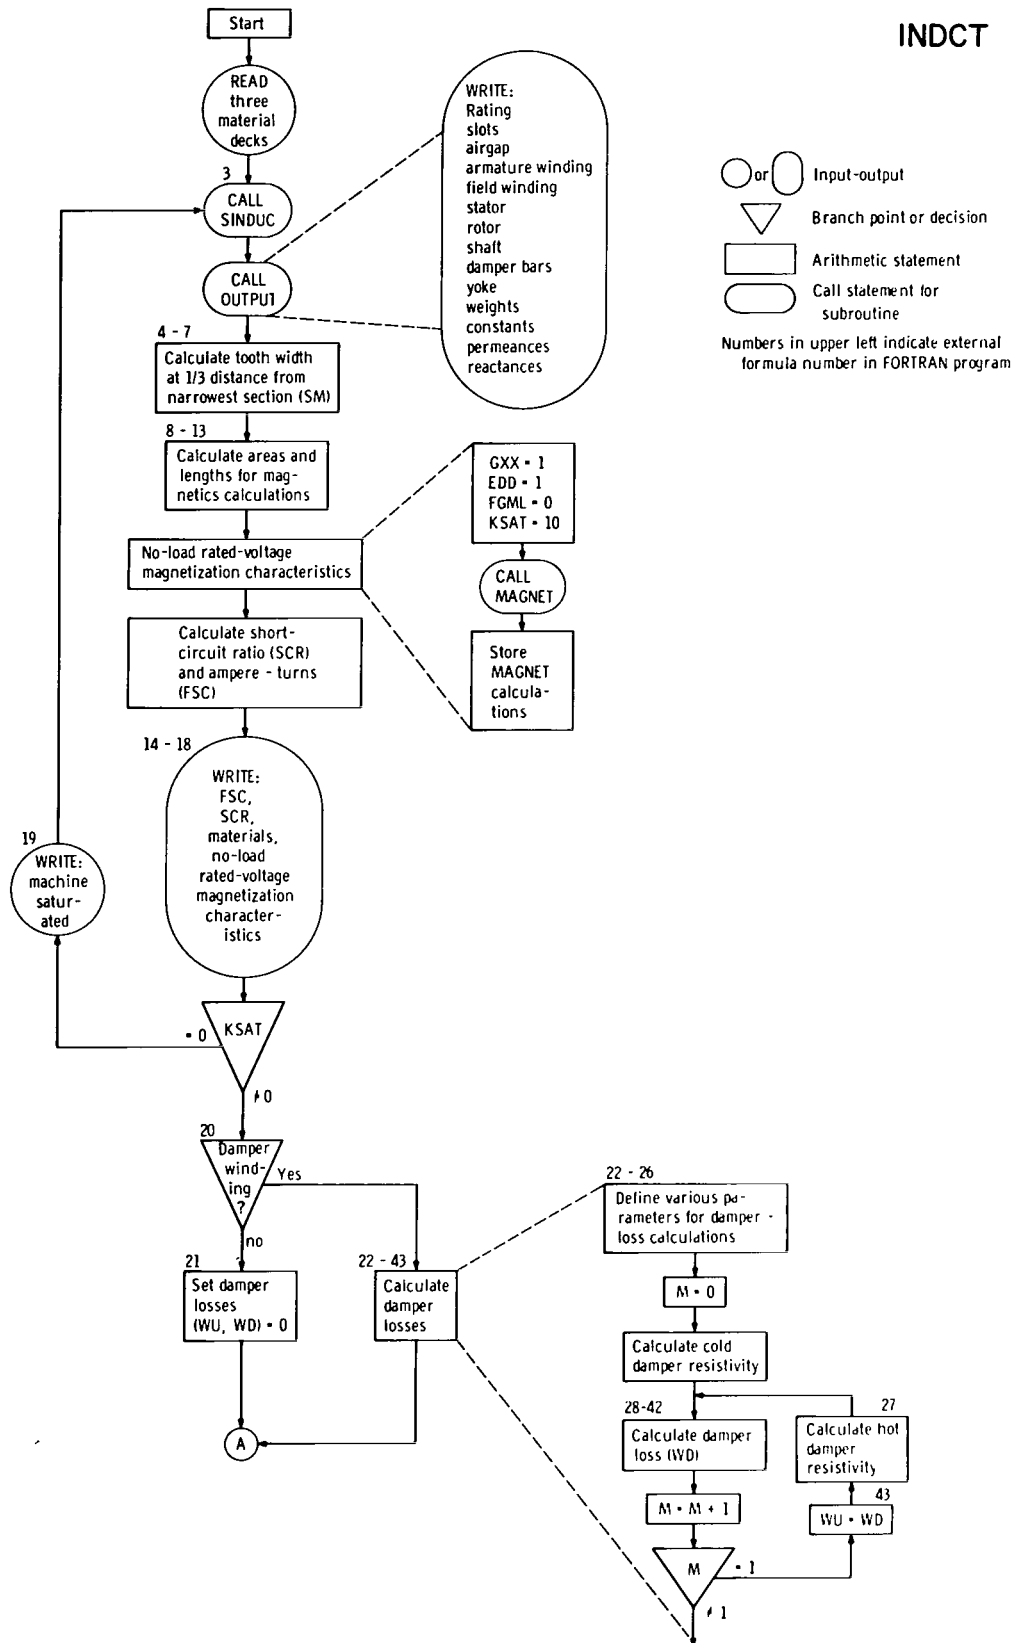 INDCT
Start
READ
three
material
decks
3
CALL
SINDUC
CALL
OUTPUT
WRITE:
Rating
slots
airgap
armature winding
field winding
stator
rotor
shaft
damper bars
yoke
weights
constants
permeances
reactances
or
Input-output
Branch point or decision
Arithmetic statement
Call statement for
subroutine
Numbers in upper left indicate external
formula number in FORTRAN program
4 - 7
Calculate tooth width
at 1/3 distance from
narrowest section (SM)
8 - 13
Calculate areas and
lengths for mag-
netics calculations
No-load rated-voltage
magnetization characteristics
GXX = 1
EDD = 1
FGML = 0
KSAT = 10
CALL
MAGNET
Store
MAGNET
calcula-
tions
Calculate short-
circuit ratio (SCR)
and ampere - turns
(FSC)
14 - 18
WRITE:
FSC,
SCR,
materials,
no-load
rated-voltage
magnetization
character-
istics
19
WRITE:
machine
satur-
ated
KSAT
= 0
≠ 0
20
Damper
wind-
ing
?
Yes
no
21
Set damper
losses
(WU, WD) = 0
22 - 43
Calculate
damper
losses
A
22 - 26
Define various pa-
rameters for damper -
loss calculations
M = 0
Calculate cold
damper resistivity
28-42
Calculate damper
loss (WD)
27
Calculate hot
damper
resistivity
43
WU = WD
M = M + 1
M
= 1
≠ 1